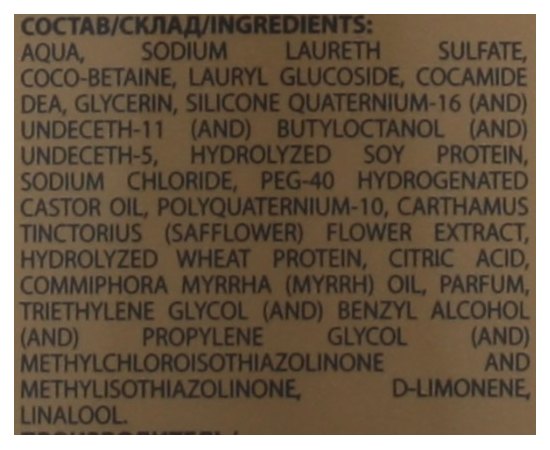 СОСТАВ/СКЛАД/INGREDIENTS:
AQUA, SODIUM LAURETH SULFATE,
COCO-BETAINE, LAURYL GLUCOSIDE, COCAMIDE
DEA, GLYCERIN, SILICONE QUATERNIUM-16 (AND)
UNDECETH-11 (AND) BUTYLOCTANOL (AND)
UNDECETH-5, HYDROLYZED SOY PROTEIN,
SODIUM CHLORIDE, PEG-40 HYDROGENATED
CASTOR OIL, POLYQUATERNIUM-10, CARTHAMUS
TINCTORIUS (SAFFLOWER) FLOWER EXTRACT,
HYDROLYZED WHEAT PROTEIN, CITRIC ACID,
COMMIPHORA MYRRHA (MYRRH) OIL, PARFUM,
TRIETHYLENE GLYCOL (AND) BENZYL ALCOHOL
(AND) PROPYLENE GLYCOL (AND)
METHYLCHLOROISOTHIAZOLINONE AND
METHYLISOTHIAZOLINONE, D-LIMONENE,
LINALOOL.